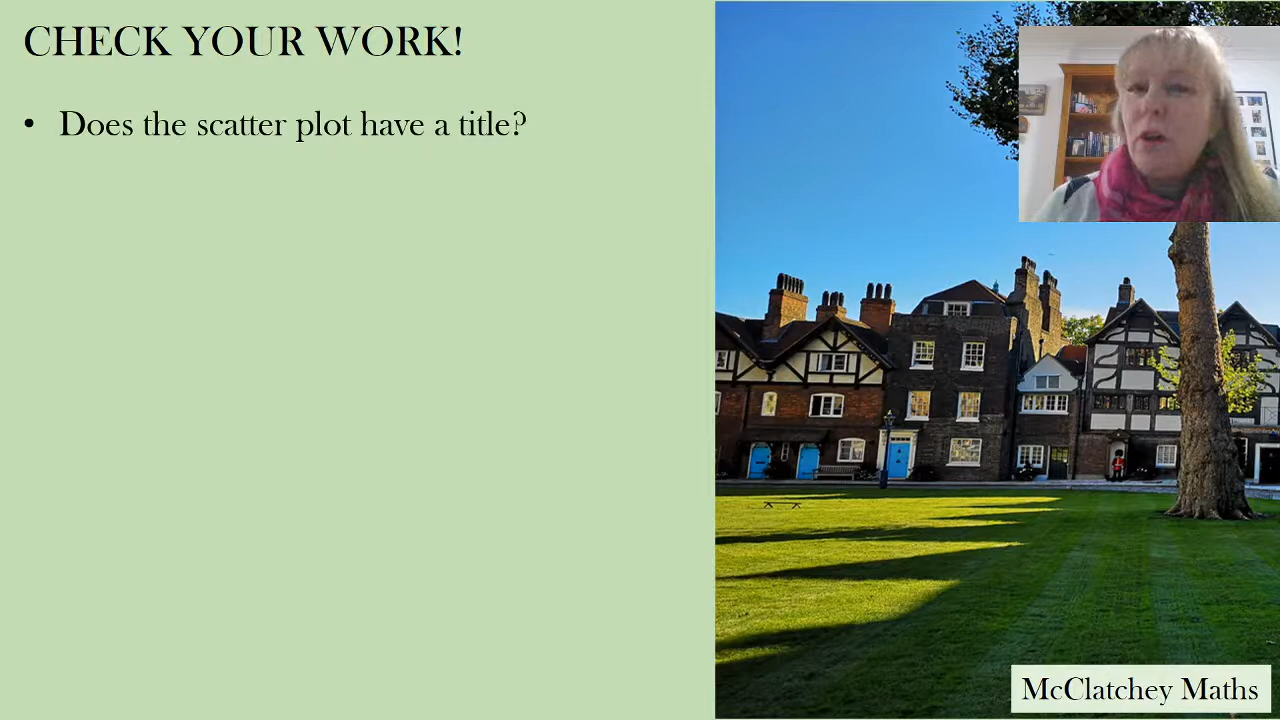 CHECK YOUR WORK!
• Does the scatter plot have a title?
McClatchey Maths